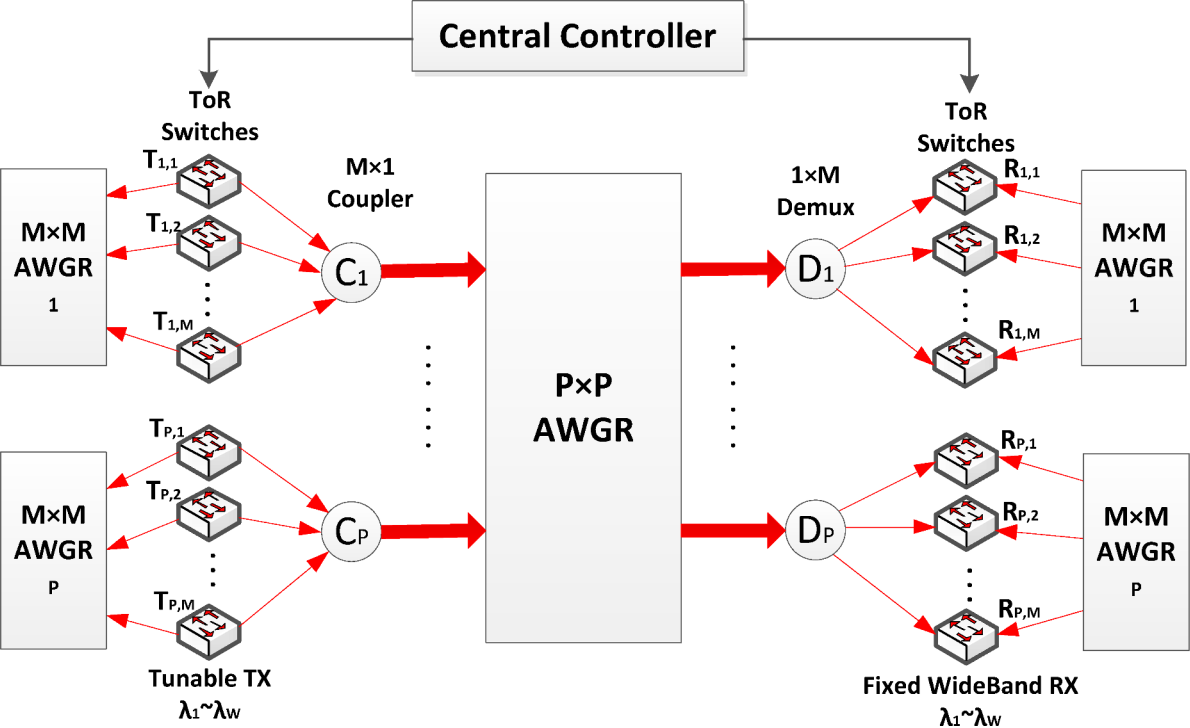 Central Controller
ToR
Switches
ToR
Switches
T1,1
M×1
Coupler
1×M
Demux
R1,1
M×M
AWGR
1
T1,2
C1
D1
R1,2
M×M
AWGR
1
T1,M
R1,M
P×P
AWGR
TP,1
RP,1
M×M
AWGR
P
TP,2
CP
DP
RP,2
M×M
AWGR
P
TP,M
RP,M
Tunable TX
λ1~λW
Fixed WideBand RX
λ1~λW